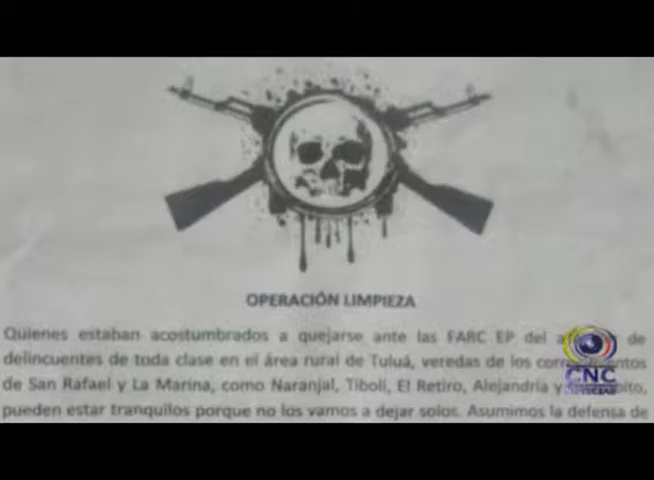 OPERACIÓN LIMPIEZA
Quienes estaban acostumbrados a quejarse ante las FARC EP del de
delincuentes de toda clase en el área rural de Tuluá, veredas de los
de San Rafael y La Marina, como Naranjal, Tiboli, El Retiro, Alejandría y
pueden estar tranquilos porque no los vamos a dejar solos. Asumimos la defensa de
CNC
NOTICIAS